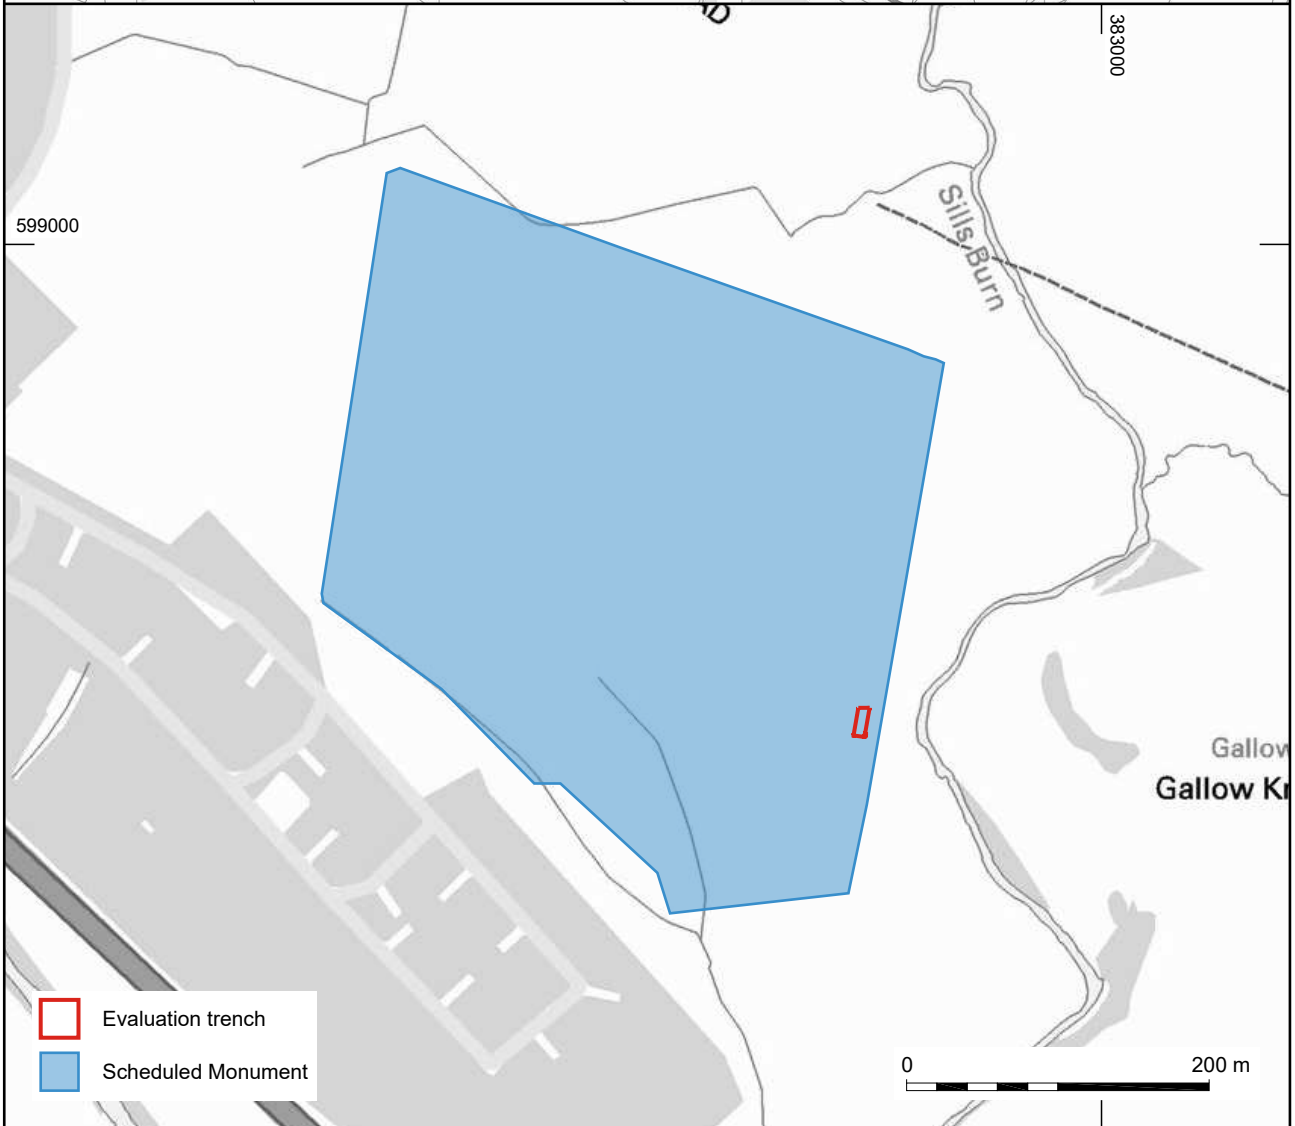 383000
599000
Sills Burn
Gallow
Gallow Kr
Evaluation trench
Scheduled Monument
0 200 m